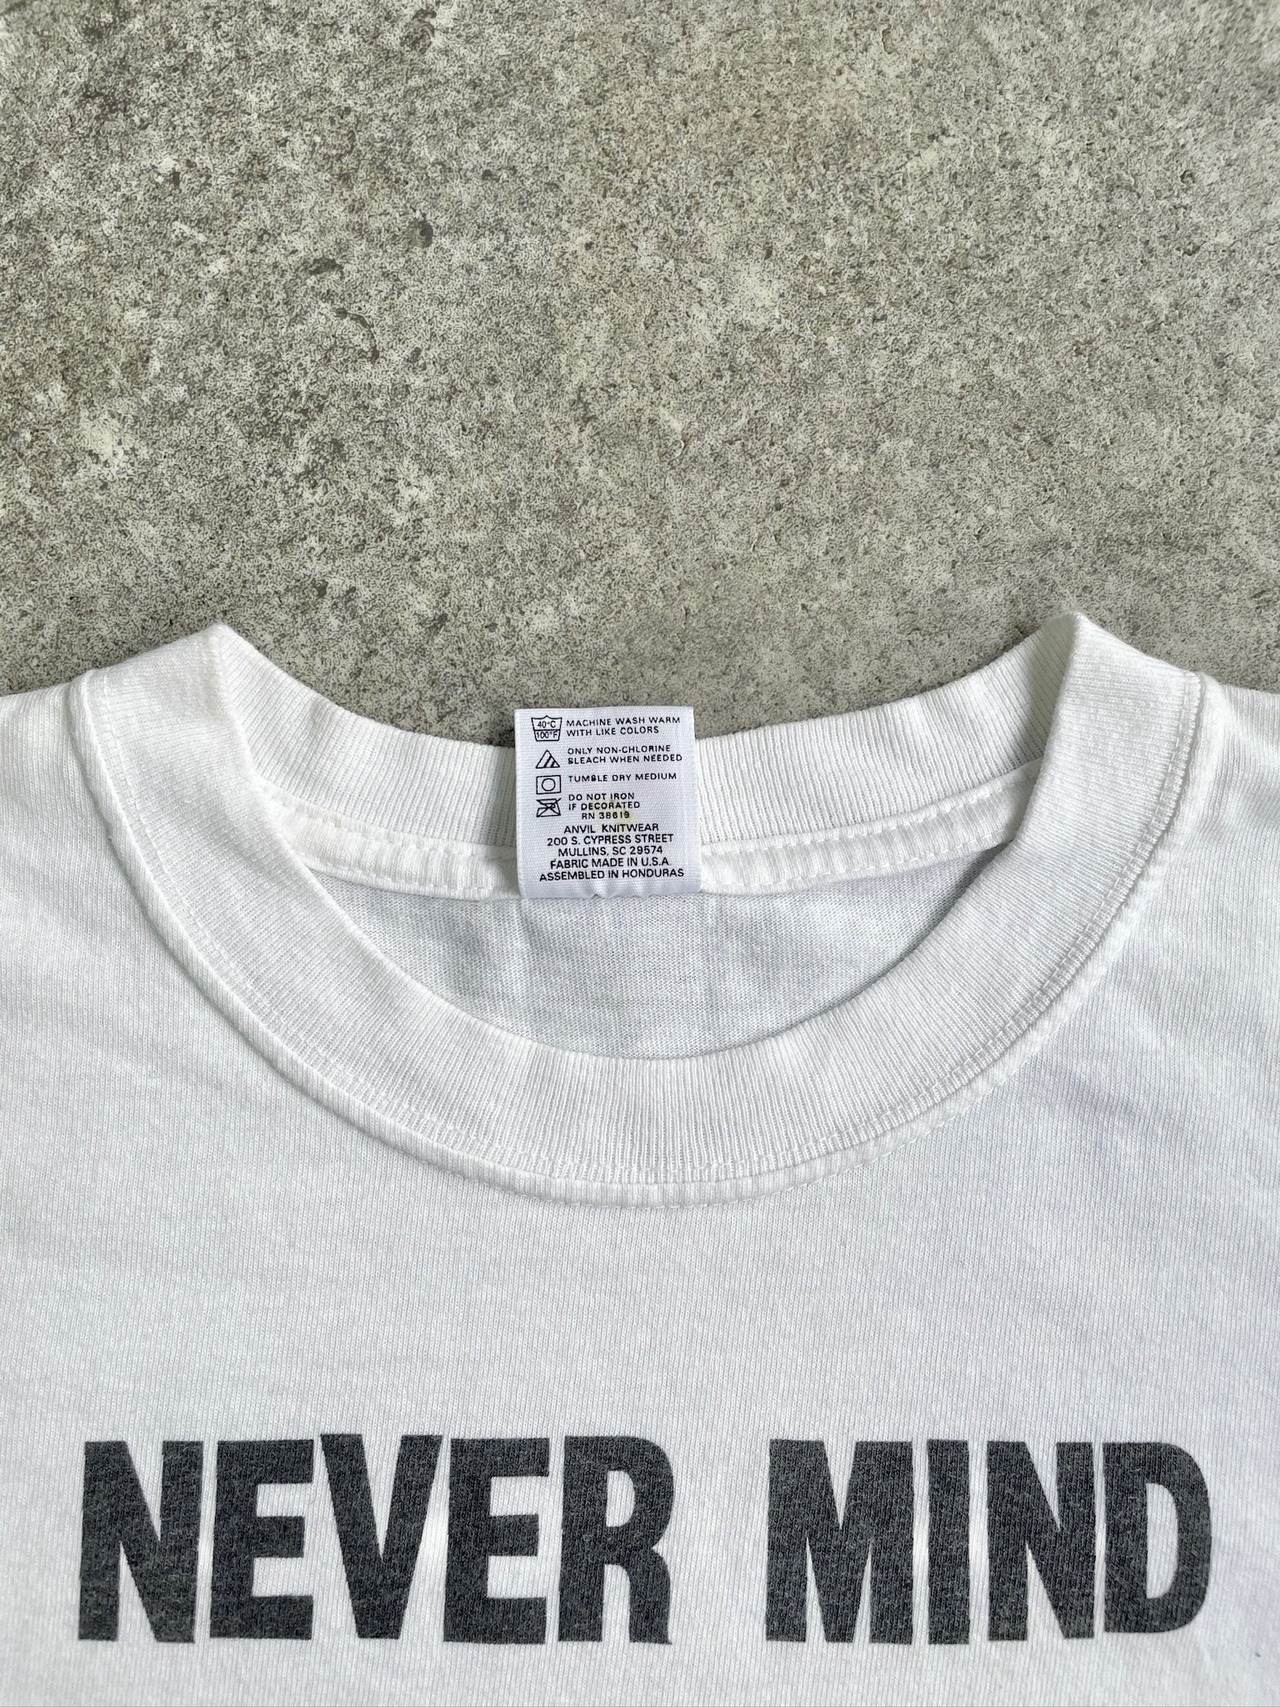 40°C
100°F
MACHINE WASH WARM
WITH LIKE COLORS
ONLY NON-CHLORINE
BLEACH WHEN NEEDED
TUMBLE DRY MEDIUM
DO NOT IRON
IF DECORATED
RN 38619
ANVIL KNITWEAR
200 S. CYPRESS STREET
MULLINS, SC 29574
FABRIC MADE IN U.S.A.
ASSEMBLED IN HONDURAS
NEVER MIND